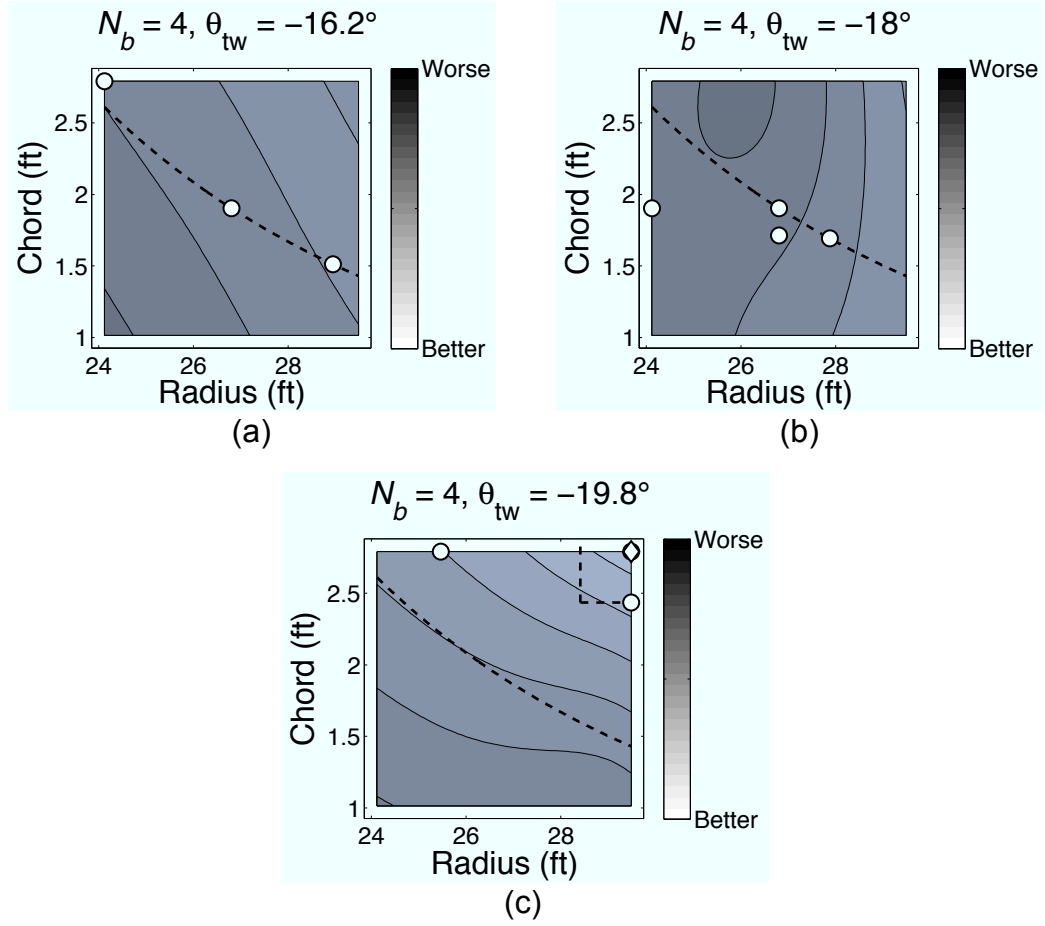 N_b = 4, θ_tw = −16.2°
Worse
2.5
2
1.5
1
Chord (ft)
Better
24 26 28
Radius (ft)
(a)
N_b = 4, θ_tw = −18°
Worse
2.5
2
1.5
1
Chord (ft)
Better
24 26 28
Radius (ft)
(b)
N_b = 4, θ_tw = −19.8°
Worse
2.5
2
1.5
1
Chord (ft)
Better
24 26 28
Radius (ft)
(c)